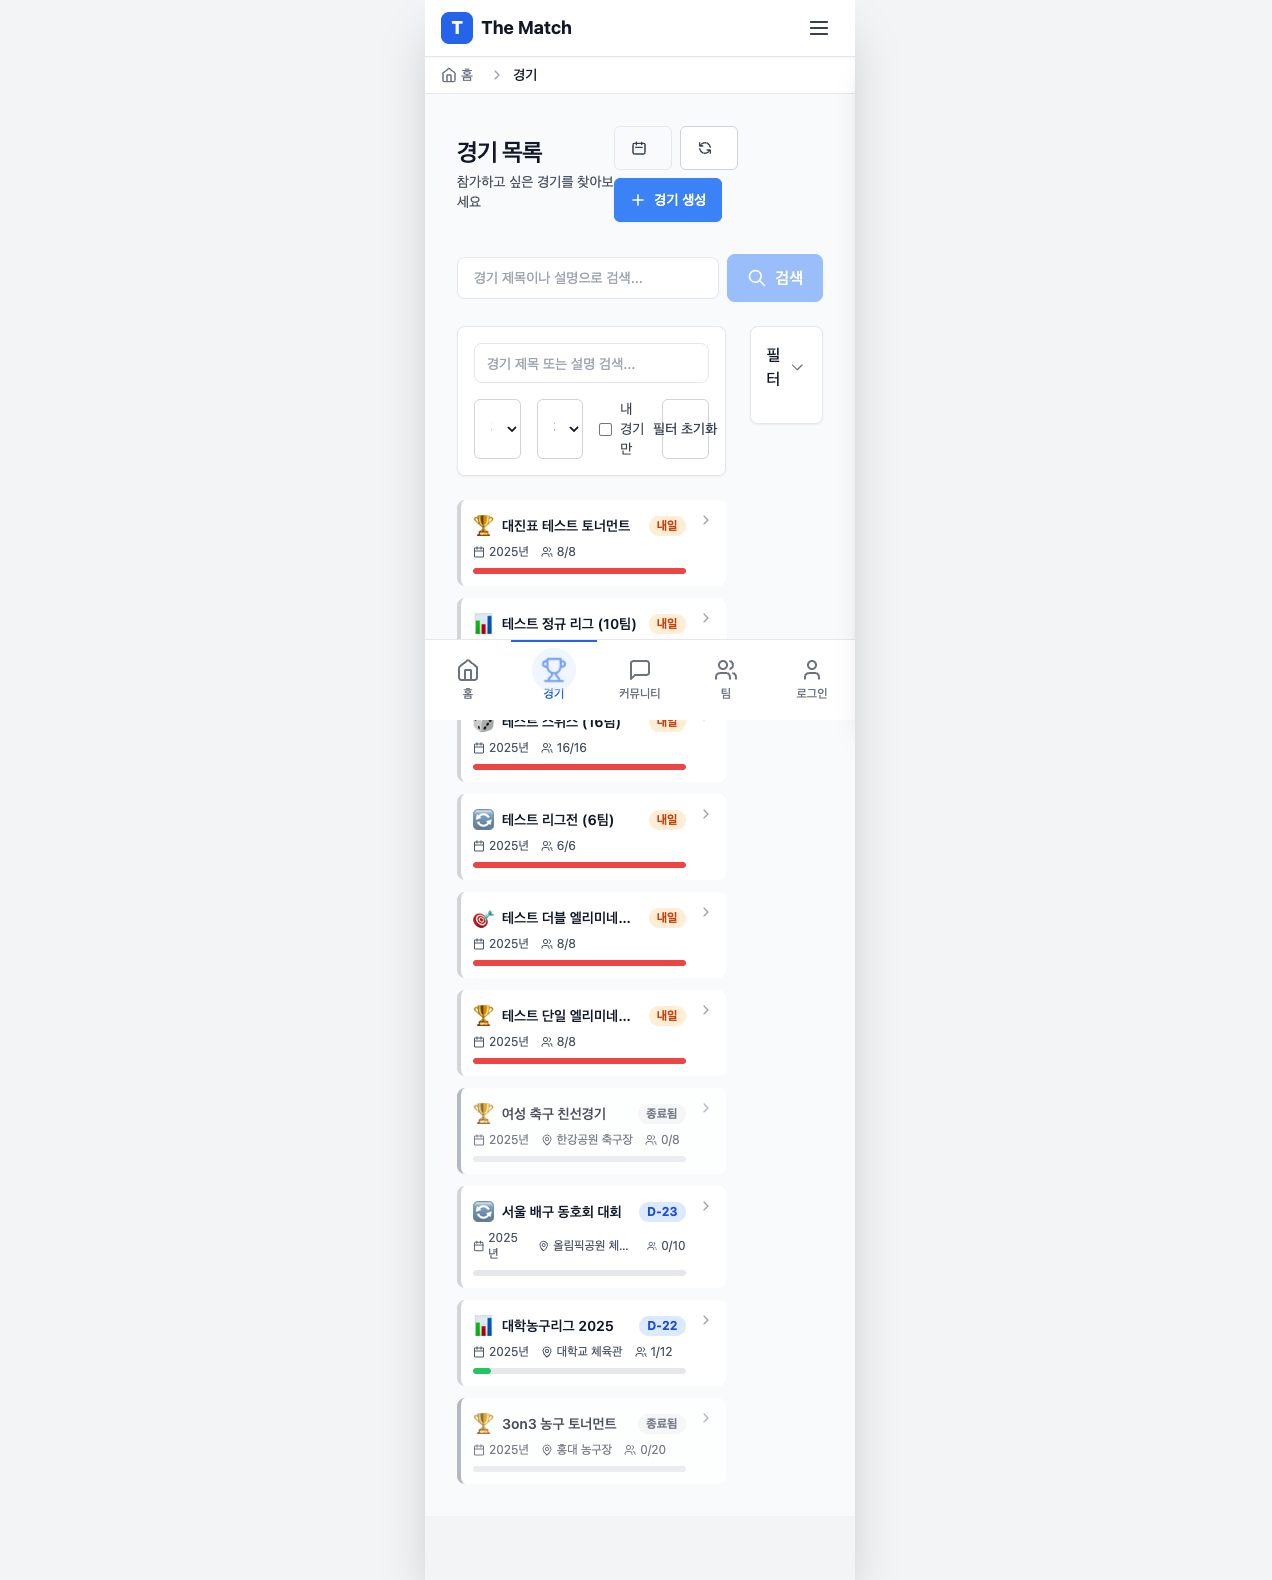 T The Match
홈 경기
경기 목록
참가하고 싶은 경기를 찾아보
세요
경기 생성
경기 제목이나 설명으로 검색...
검색
경기 제목 또는 설명 검색...
내
경기
만
필터 초기화
필
터
대진표 테스트 토너먼트 내일
2025년 8/8
테스트 정규 리그 (10팀) 내일
홈
경기
커뮤니티
팀
로그인
테스트 스위스 (16팀) 내일
2025년 16/16
테스트 리그전 (6팀) 내일
2025년 6/6
테스트 더블 엘리미네... 내일
2025년 8/8
테스트 단일 엘리미네... 내일
2025년 8/8
여성 축구 친선경기 종료됨
2025년 한강공원 축구장 0/8
서울 배구 동호회 대회 D-23
2025
년 올림픽공원 체... 0/10
대학농구리그 2025 D-22
2025년 대학교 체육관 1/12
3on3 농구 토너먼트 종료됨
2025년 홍대 농구장 0/20